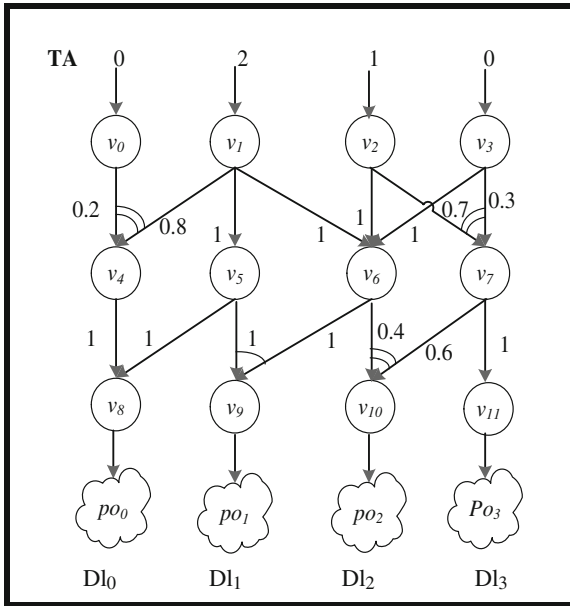 TA 0 2 1 0
v0 v1 v2 v3
0.2 0.8 1 1 1 1 0.7 0.3
v4 v5 v6 v7
1 1 1 1 0.4 0.6 1
v8 v9 v10 v11
po0 po1 po2 Po3
Dl0 Dl1 Dl2 Dl3